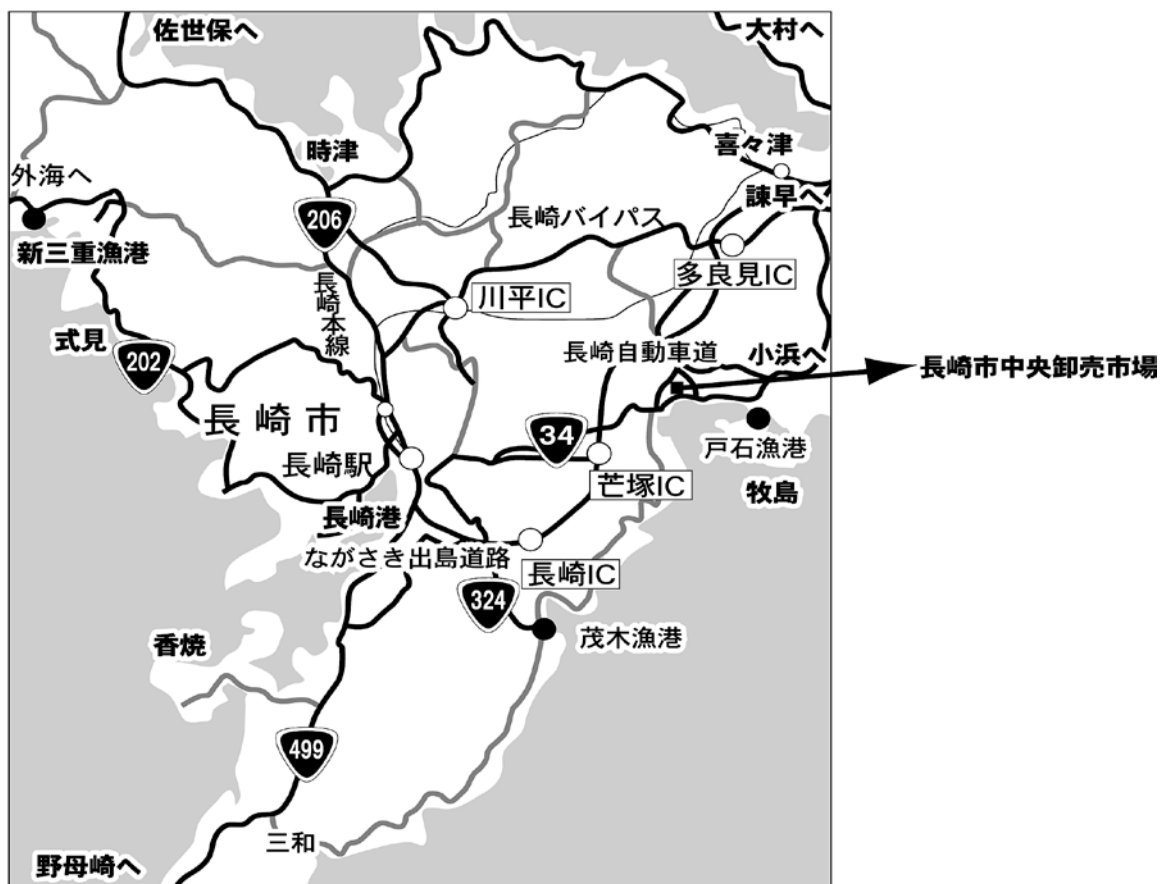 佐世保へ
大村へ
時津
喜々津
外海へ
諫早へ
206
長崎バイパス
新三重漁港
多良見IC
川平IC
長崎本線
式見
202
長崎自動車道
小浜へ
長崎市中央卸売市場
長崎市
34
戸石漁港
長崎駅
芒塚IC
牧島
長崎港
ながさき出島道路
長崎IC
324
香焼
茂木漁港
499
三和
野母崎へ